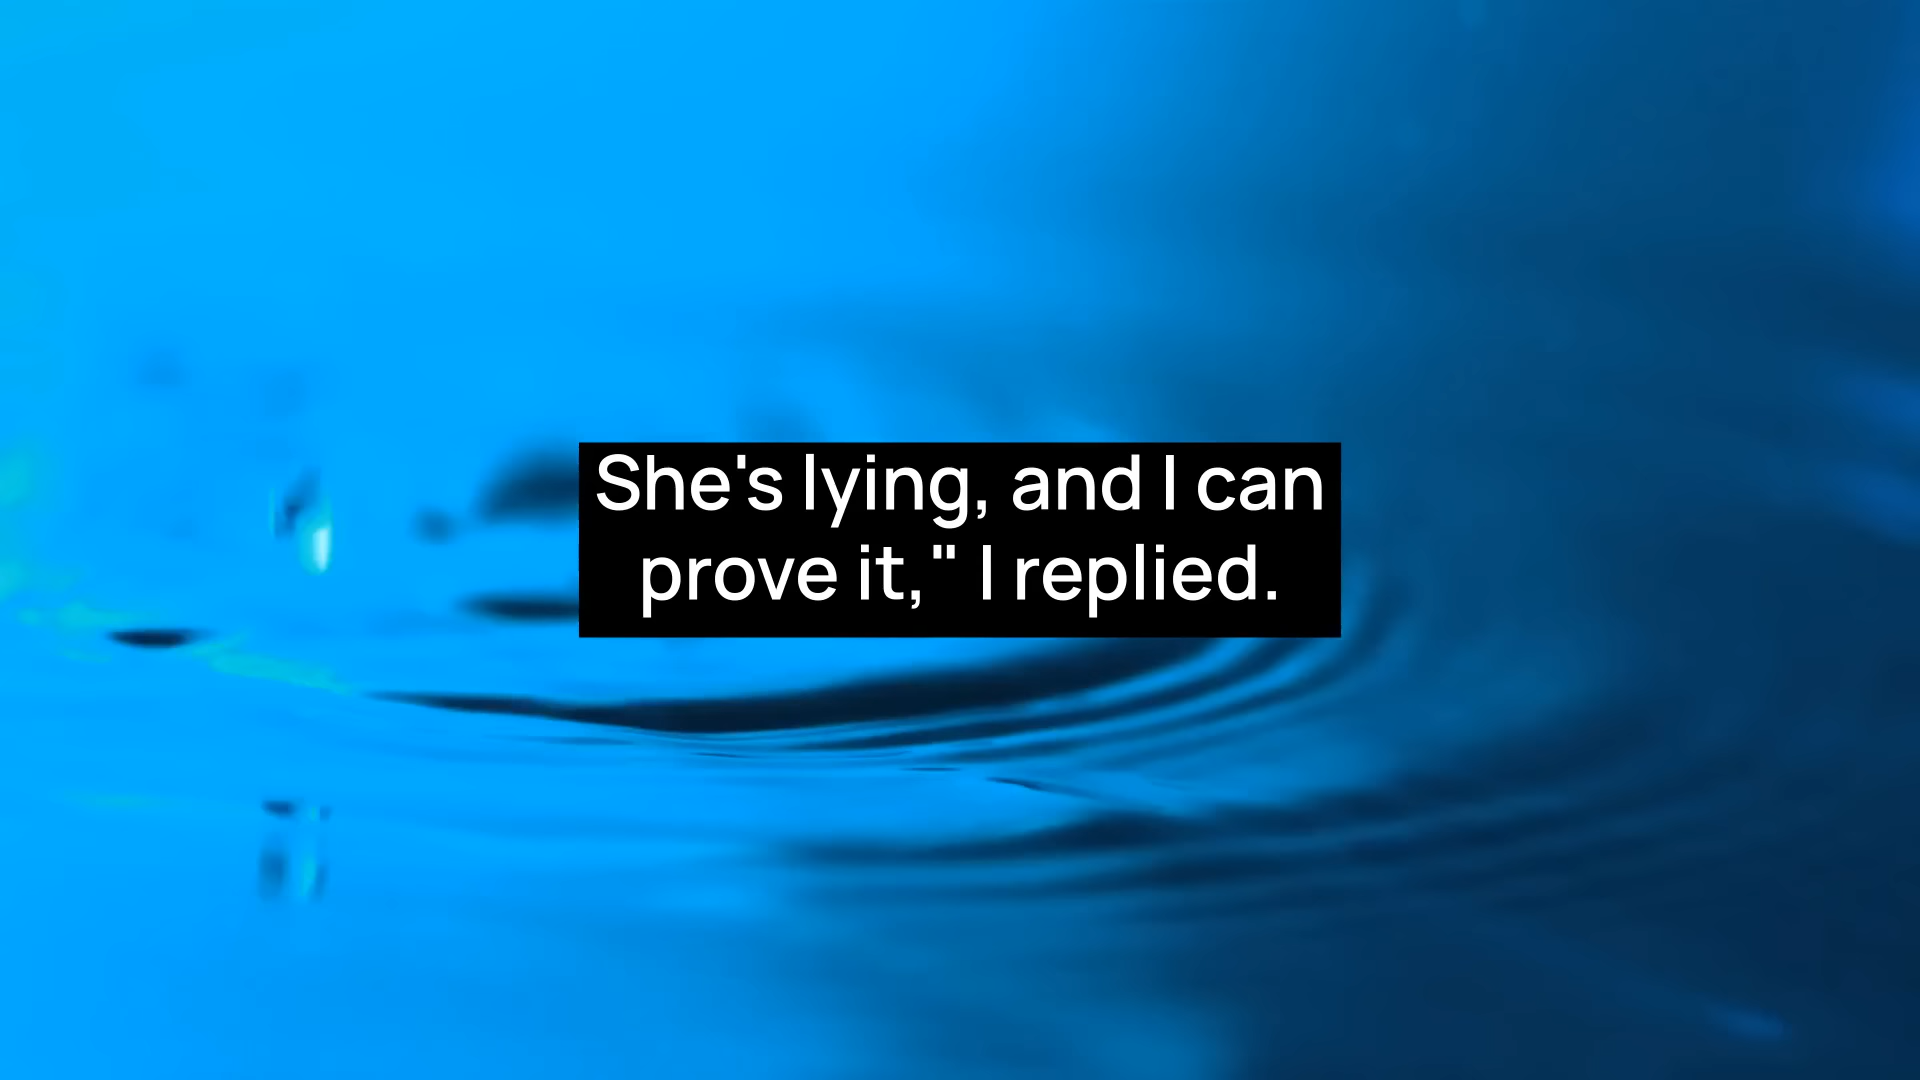 She's lying, and I can
prove it," I replied.